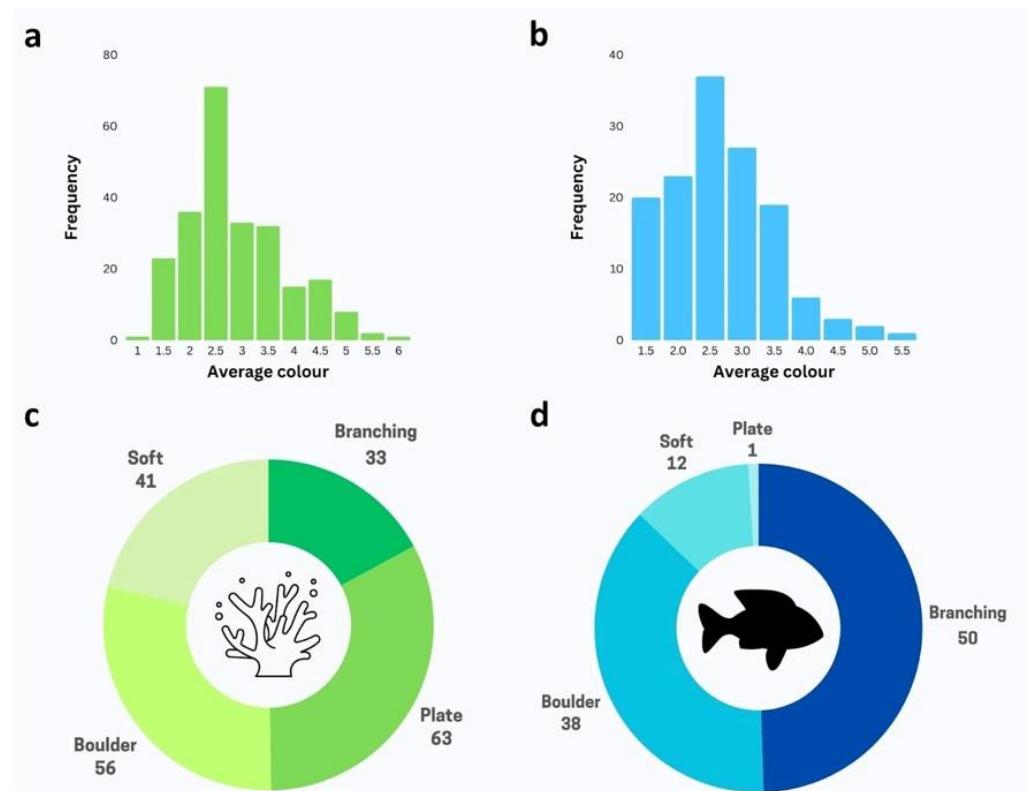 a
80
60
40
20
0
Frequency
1 1.5 2 2.5 3 3.5 4 4.5 5 5.5 6
Average colour
b
40
30
20
10
0
Frequency
1.5 2.0 2.5 3.0 3.5 4.0 4.5 5.0 5.5
Average colour
c
Branching
33
Soft
41
Plate
63
Boulder
56
d
Plate
1
Soft
12
Branching
50
Boulder
38